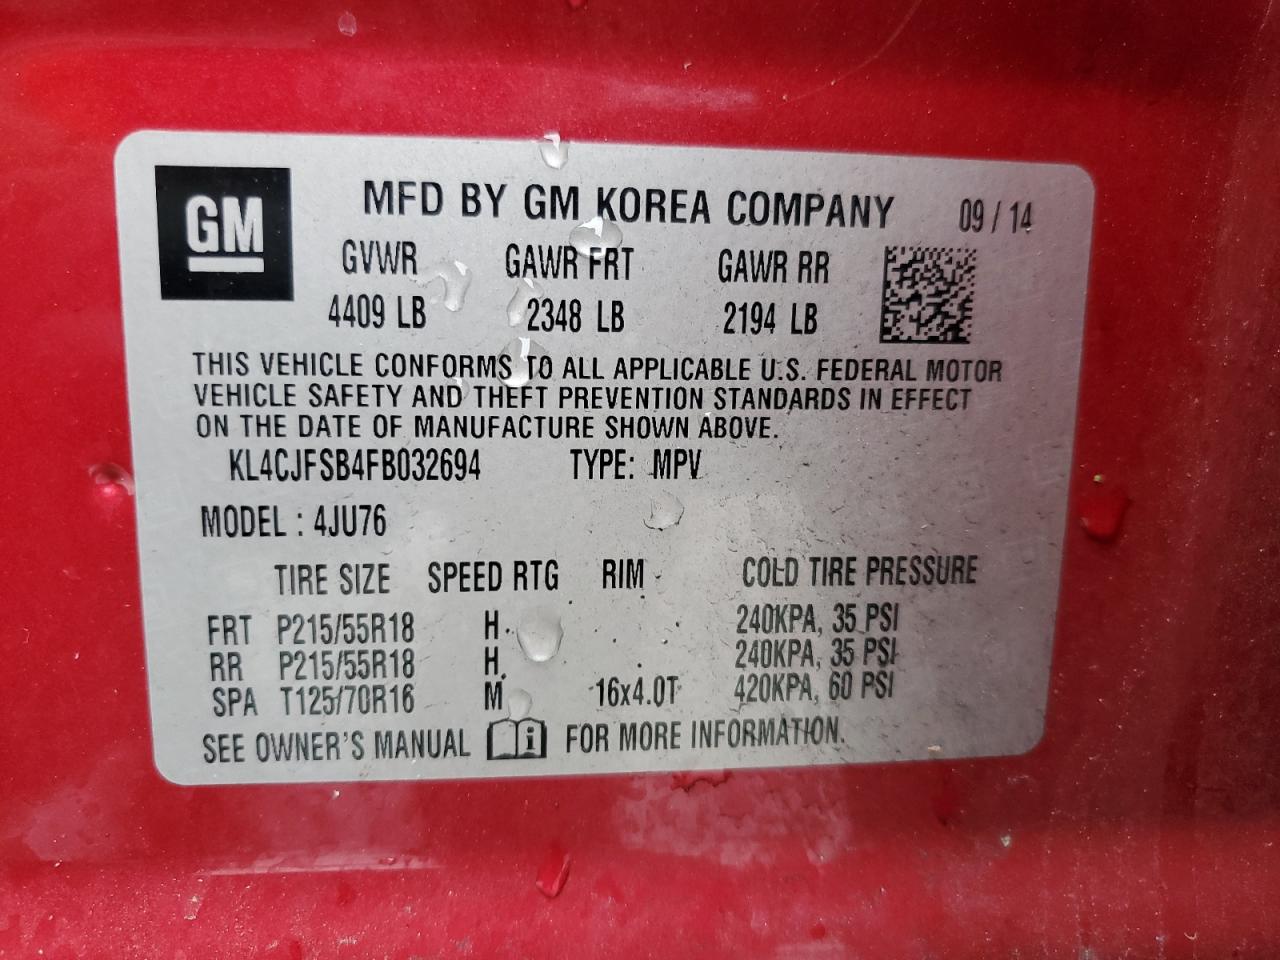 GM
MFD BY GM KOREA COMPANY 09 / 14
GVWR GAWR FRT GAWR RR
4409 LB 2348 LB 2194 LB
THIS VEHICLE CONFORMS TO ALL APPLICABLE U.S. FEDERAL MOTOR
VEHICLE SAFETY AND THEFT PREVENTION STANDARDS IN EFFECT
ON THE DATE OF MANUFACTURE SHOWN ABOVE.
KL4CJFSB4FB032694 TYPE: MPV
MODEL : 4JU76
TIRE SIZE SPEED RTG RIM COLD TIRE PRESSURE
FRT P215/55R18 H 240KPA, 35 PSI
RR P215/55R18 H 240KPA, 35 PSI
SPA T125/70R16 M 16x4.0T 420KPA, 60 PSI
SEE OWNER'S MANUAL i FOR MORE INFORMATION.